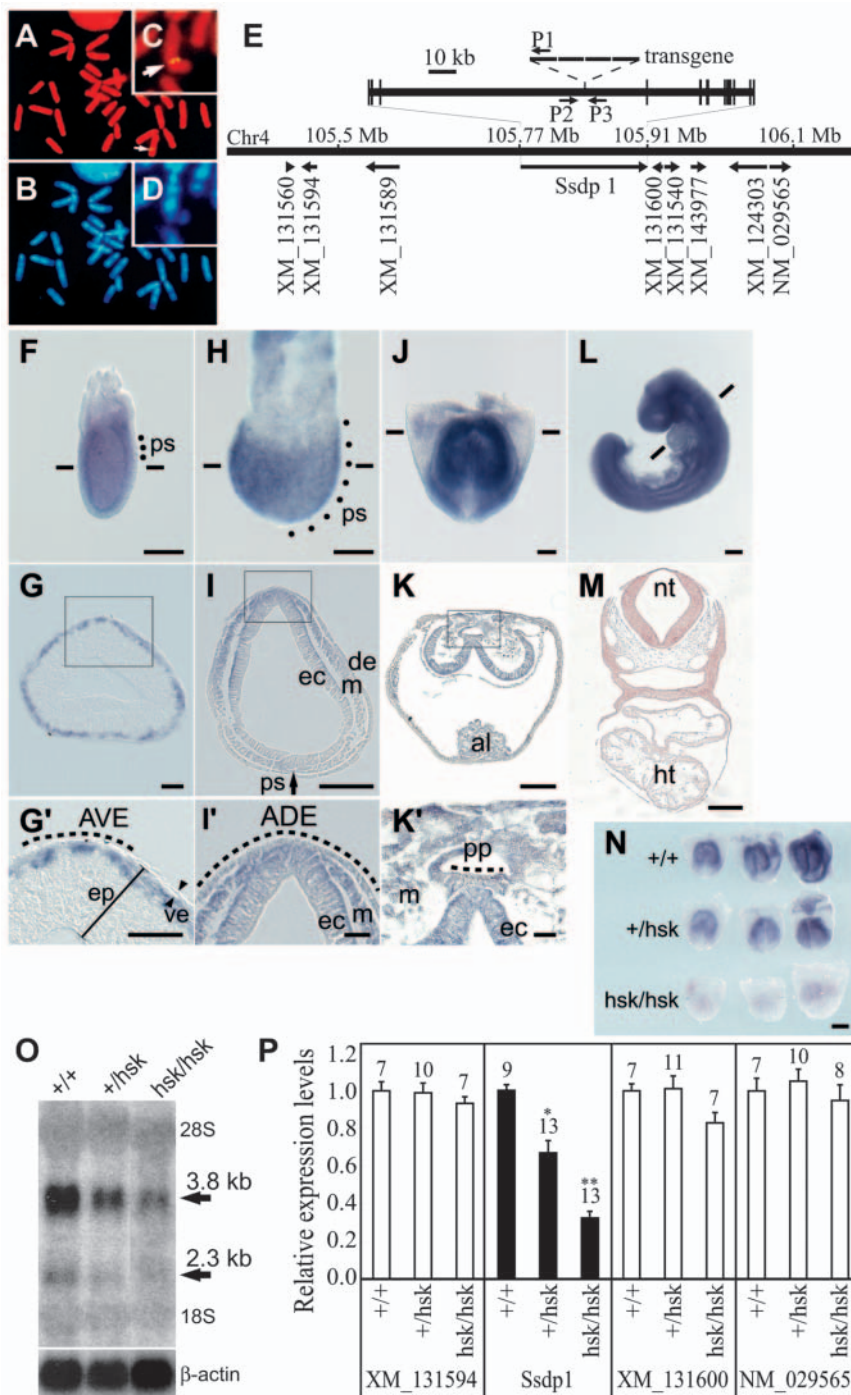 A
C
B
D
E
P1
10 kb
transgene
P2
P3
Chr4
105.5 Mb
105.77 Mb
105.91 Mb
106.1 Mb
XM_131560
XM_131594
XM_131589
Ssdp 1
XM_131600
XM_131540
XM_143977
XM_124303
NM_029565
F
ps
H
ps
J
L
G
I
de
m
ec
ps
K
al
M
nt
ht
G'
AVE
ep
ve
I'
ADE
ec
m
K'
pp
m
ec
N
+/+
+/hsk
hsk/hsk
O
+/+
+/hsk
hsk/hsk
28S
3.8 kb
2.3 kb
18S
β-actin
P
Relative expression levels
1.2
1.0
0.8
0.6
0.4
0.2
0.0
7
10
7
9
*
13
**
13
7
11
7
7
10
8
+/+
+/hsk
hsk/hsk
+/+
+/hsk
hsk/hsk
+/+
+/hsk
hsk/hsk
+/+
+/hsk
hsk/hsk
XM_131594
Ssdp1
XM_131600
NM_029565